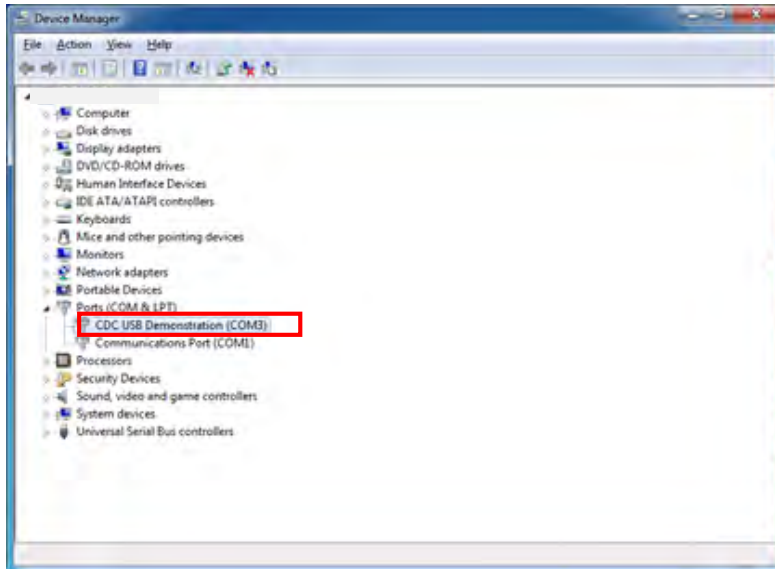 Device Manager
File Action View Help
Computer
Disk drives
Display adapters
DVD/CD-ROM drives
Human Interface Devices
IDE ATA/ATAPI controllers
Keyboards
Mice and other pointing devices
Monitors
Network adapters
Portable Devices
Ports (COM & LPT)
CDC USB Demonstration (COM3)
Communications Port (COM1)
Processors
Security Devices
Sound, video and game controllers
System devices
Universal Serial Bus controllers